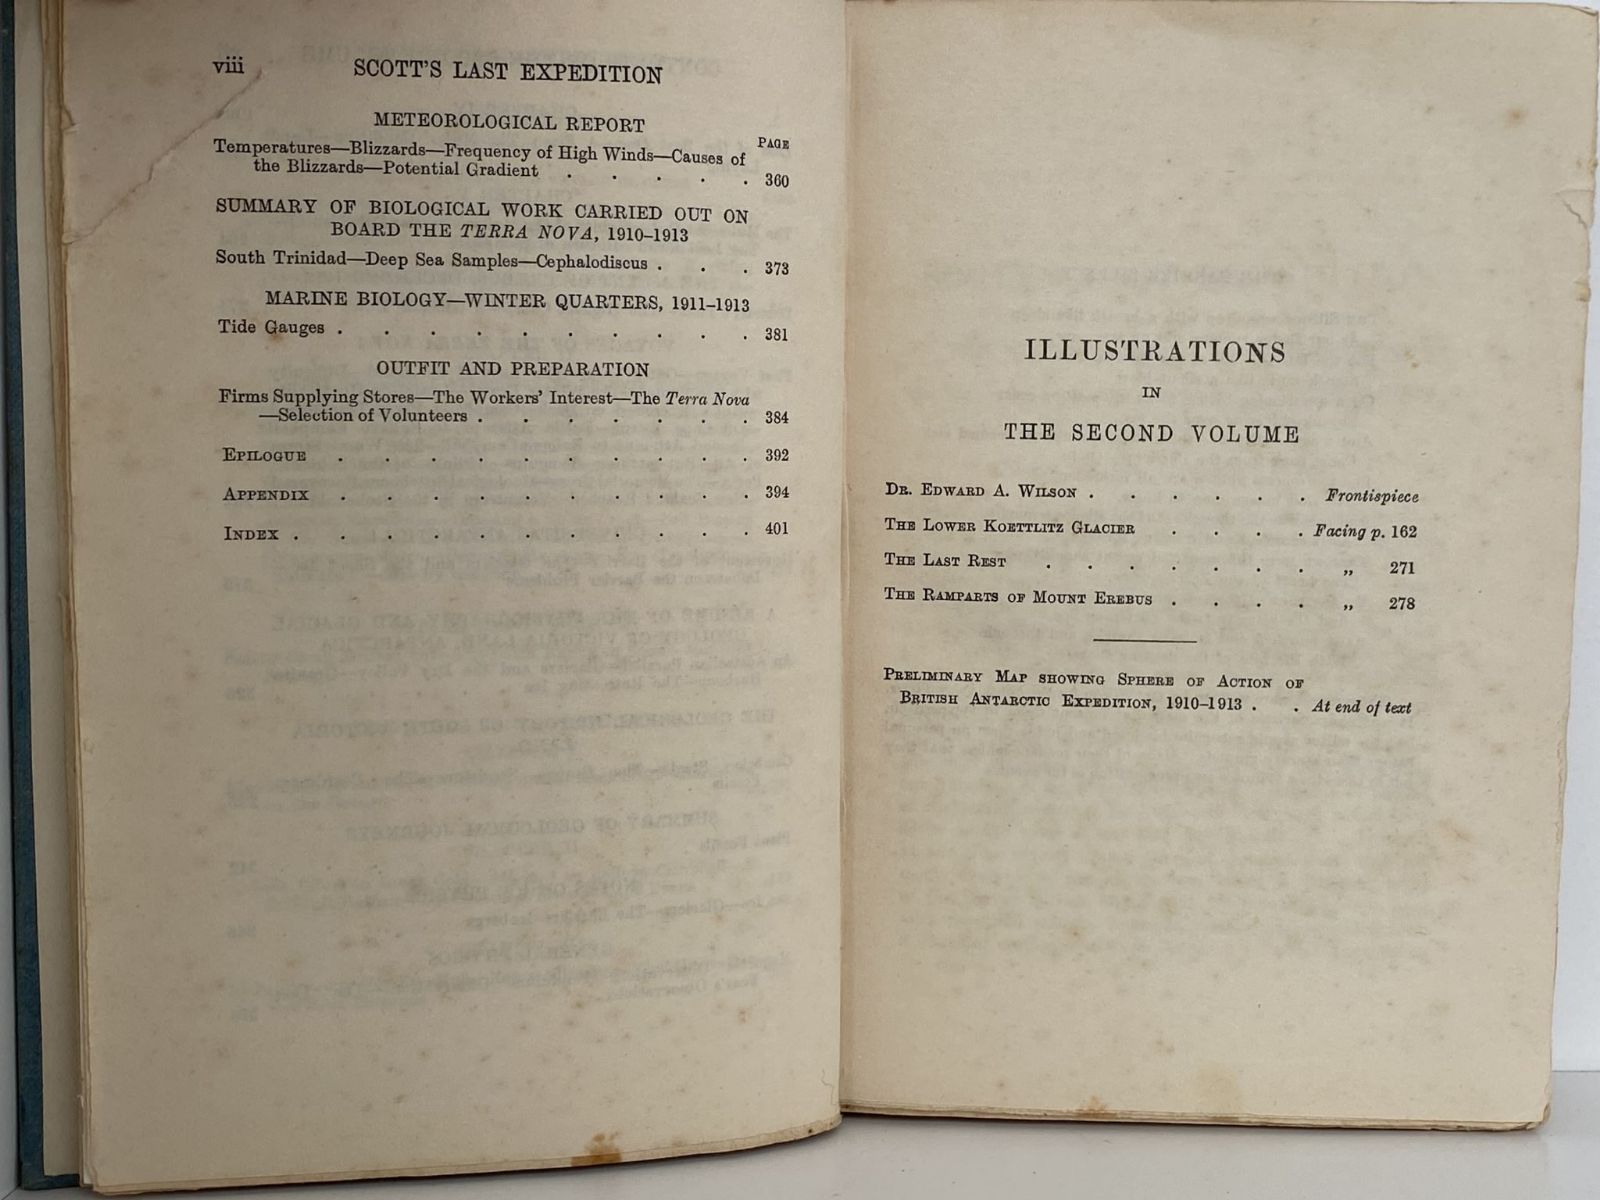 viii SCOTT'S LAST EXPEDITION
METEOROLOGICAL REPORT
PAGE
Temperatures—Blizzards—Frequency of High Winds—Causes of
the Blizzards—Potential Gradient . . . . . 360
SUMMARY OF BIOLOGICAL WORK CARRIED OUT ON
BOARD THE TERRA NOVA, 1910–1913
South Trinidad—Deep Sea Samples—Cephalodiscus . . . 373
MARINE BIOLOGY—WINTER QUARTERS, 1911–1913
Tide Gauges . . . . . . . . . . 381
OUTFIT AND PREPARATION
Firms Supplying Stores—The Workers' Interest—The Terra Nova
—Selection of Volunteers . . . . . . . 384
EPILOGUE . . . . . . . . . . 392
APPENDIX . . . . . . . . . . 394
INDEX . . . . . . . . . . . 401
ILLUSTRATIONS
IN
THE SECOND VOLUME
DR. EDWARD A. WILSON . . . . . . Frontispiece
THE LOWER KOETTLITZ GLACIER . . . . Facing p. 162
THE LAST REST . . . . . . . „ 271
THE RAMPARTS OF MOUNT EREBUS . . . . „ 278
PRELIMINARY MAP SHOWING SPHERE OF ACTION OF
BRITISH ANTARCTIC EXPEDITION, 1910–1913 . . At end of text